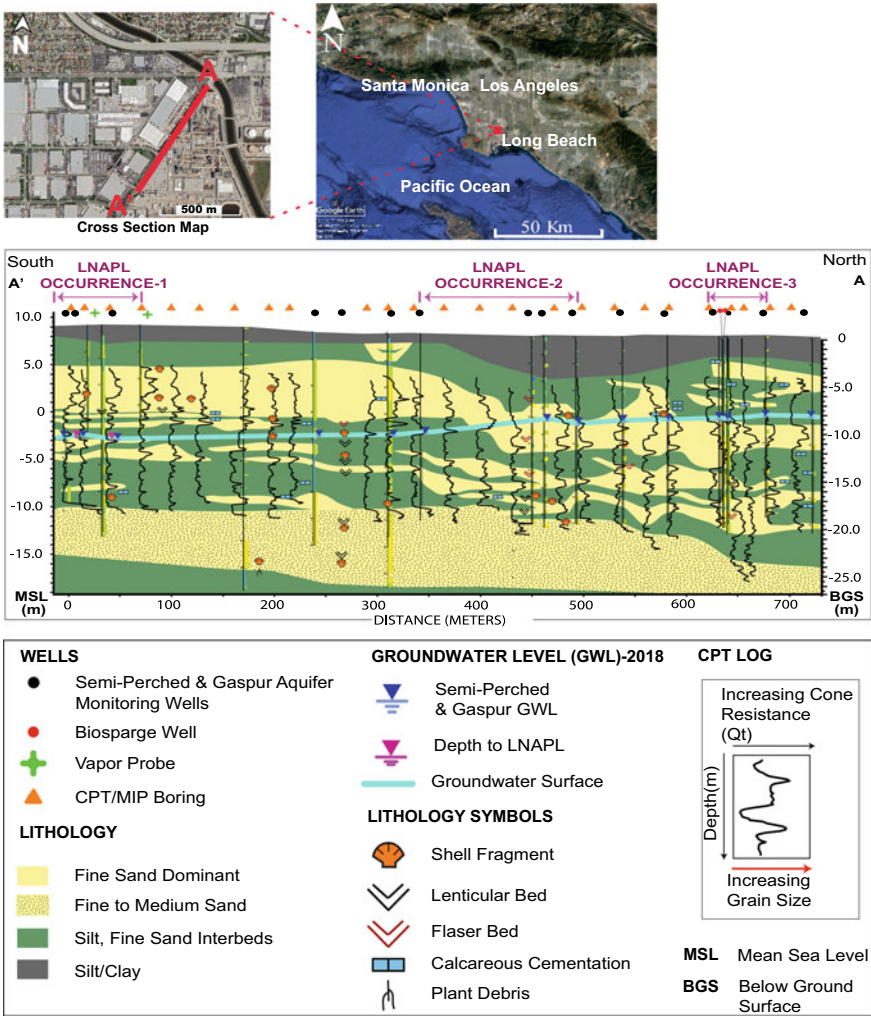 N
A
A'
500 m
Cross Section Map
N
Santa Monica Los Angeles
Long Beach
Pacific Ocean
Google Earth
50 Km
South
A'
LNAPL
OCCURRENCE-1
LNAPL
OCCURRENCE-2
LNAPL
OCCURRENCE-3
North
A
10.0
5.0
0
-5.0
-10.0
-15.0
MSL
(m)
0
-5.0
-10.0
-15.0
-20.0
-25.0
BGS
(m)
0 100 200 300 400 500 600 700
DISTANCE (METERS)
WELLS
Semi-Perched & Gaspur Aquifer
Monitoring Wells
Biosparge Well
Vapor Probe
CPT/MIP Boring
LITHOLOGY
Fine Sand Dominant
Fine to Medium Sand
Silt, Fine Sand Interbeds
Silt/Clay
GROUNDWATER LEVEL (GWL)-2018
Semi-Perched
& Gaspur GWL
Depth to LNAPL
Groundwater Surface
LITHOLOGY SYMBOLS
Shell Fragment
Lenticular Bed
Flaser Bed
Calcareous Cementation
Plant Debris
CPT LOG
Increasing Cone
Resistance
(Qt)
Depth(m)
Increasing
Grain Size
MSL Mean Sea Level
BGS Below Ground
Surface